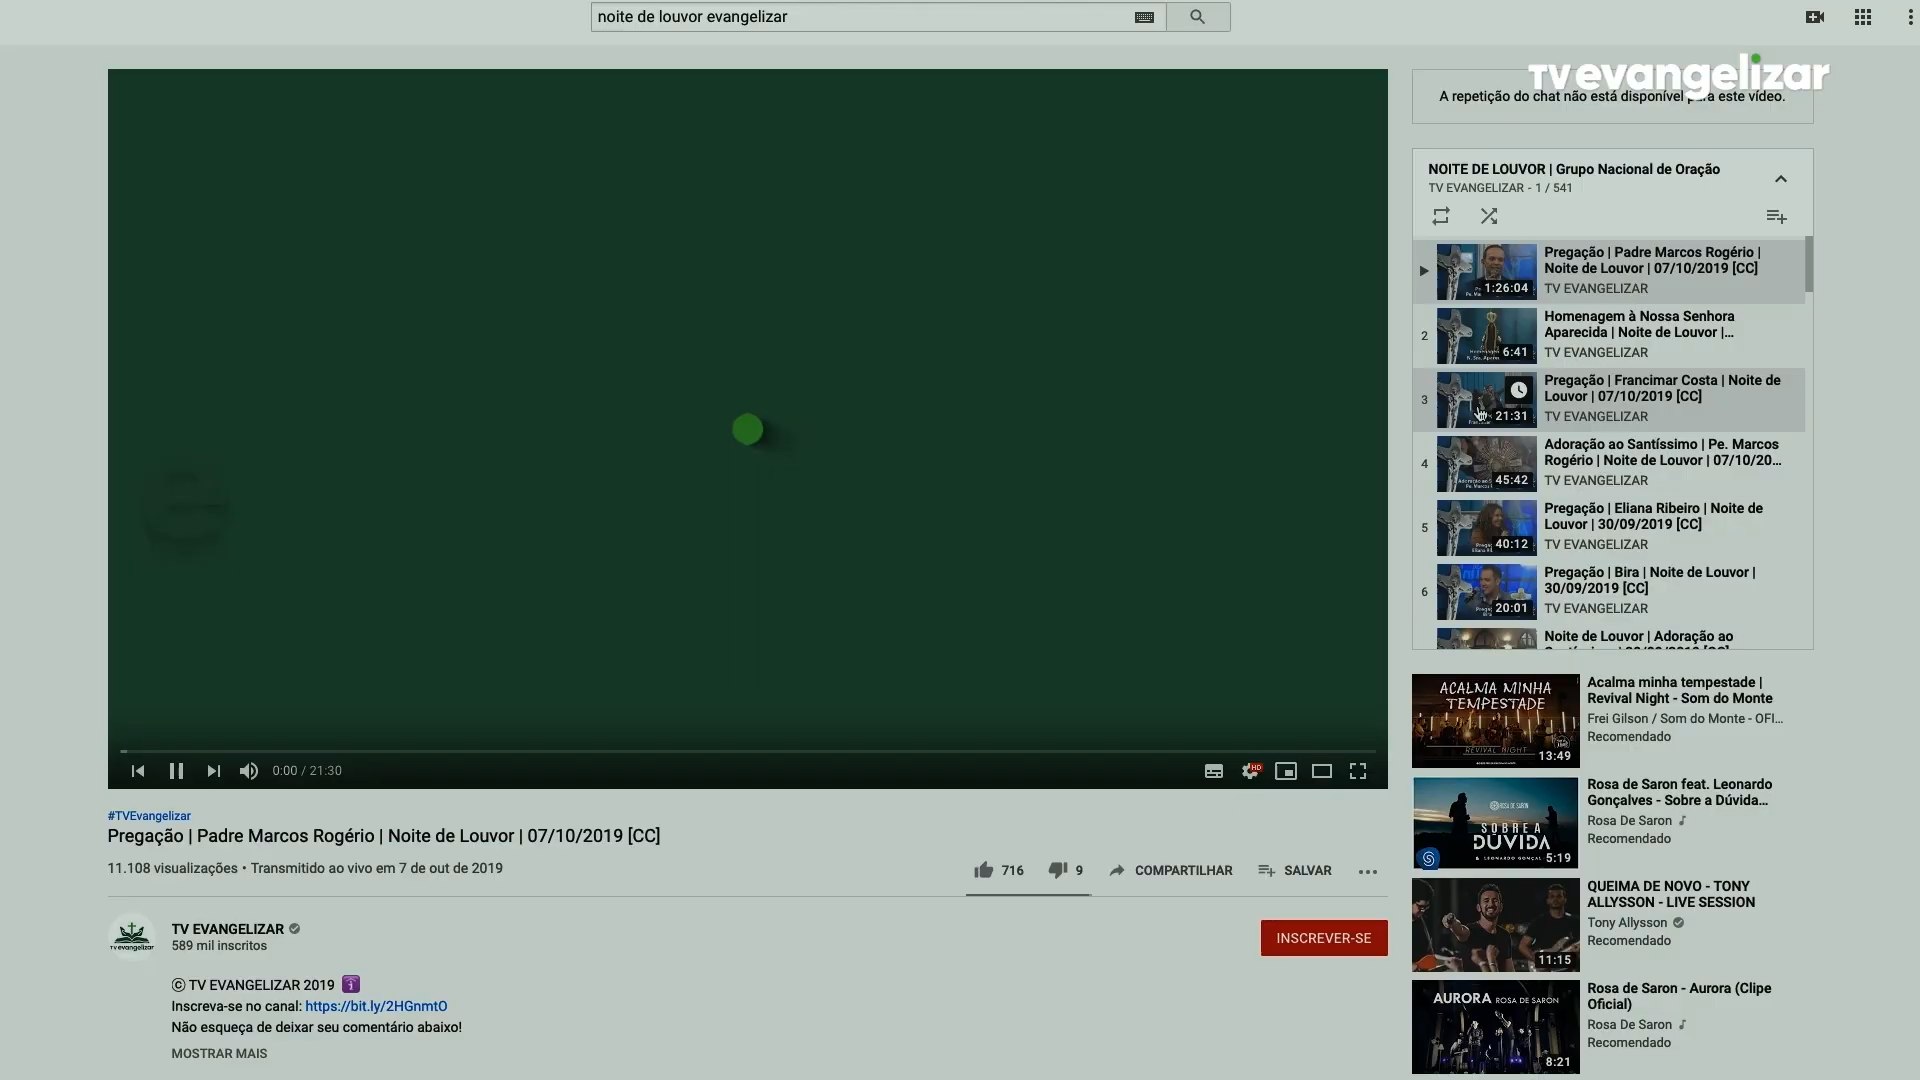 noite de louvor evangelizar
tv evangelizar
A repetição do chat não está disponível para este vídeo.
NOITE DE LOUVOR | Grupo Nacional de Oração
TV EVANGELIZAR - 1 / 541
Pregação | Padre Marcos Rogério |
Noite de Louvor | 07/10/2019 [CC]
TV EVANGELIZAR
1:26:04
2
Homenagem à Nossa Senhora
Aparecida | Noite de Louvor |...
TV EVANGELIZAR
6:41
3
Pregação | Francimar Costa | Noite de
Louvor | 07/10/2019 [CC]
TV EVANGELIZAR
21:31
4
Adoração ao Santíssimo | Pe. Marcos
Rogério | Noite de Louvor | 07/10/20...
TV EVANGELIZAR
45:42
5
Pregação | Eliana Ribeiro | Noite de
Louvor | 30/09/2019 [CC]
TV EVANGELIZAR
40:12
6
Pregação | Bira | Noite de Louvor |
30/09/2019 [CC]
TV EVANGELIZAR
20:01
Noite de Louvor | Adoração ao
ACALMA MINHA
TEMPESTADE
REVIVAL NIGHT
13:49
Acalma minha tempestade |
Revival Night - Som do Monte
Frei Gilson / Som do Monte - OFI...
Recomendado
ROSA DE SARON
SOBRE A
DÚVIDA
5:19
Rosa de Saron feat. Leonardo
Gonçalves - Sobre a Dúvida...
Rosa De Saron
Recomendado
11:15
QUEIMA DE NOVO - TONY
ALLYSSON - LIVE SESSION
Tony Allysson
Recomendado
AURORA ROSA DE SARON
8:21
Rosa de Saron - Aurora (Clipe
Oficial)
Rosa De Saron
Recomendado
0:00 / 21:30
HD
#TVEvangelizar
Pregação | Padre Marcos Rogério | Noite de Louvor | 07/10/2019 [CC]
11.108 visualizações • Transmitido ao vivo em 7 de out de 2019
716
9
COMPARTILHAR
SALVAR
tv evangelizar
TV EVANGELIZAR
589 mil inscritos
INSCREVER-SE
© TV EVANGELIZAR 2019
Inscreva-se no canal: https://bit.ly/2HGnmtO
Não esqueça de deixar seu comentário abaixo!
MOSTRAR MAIS